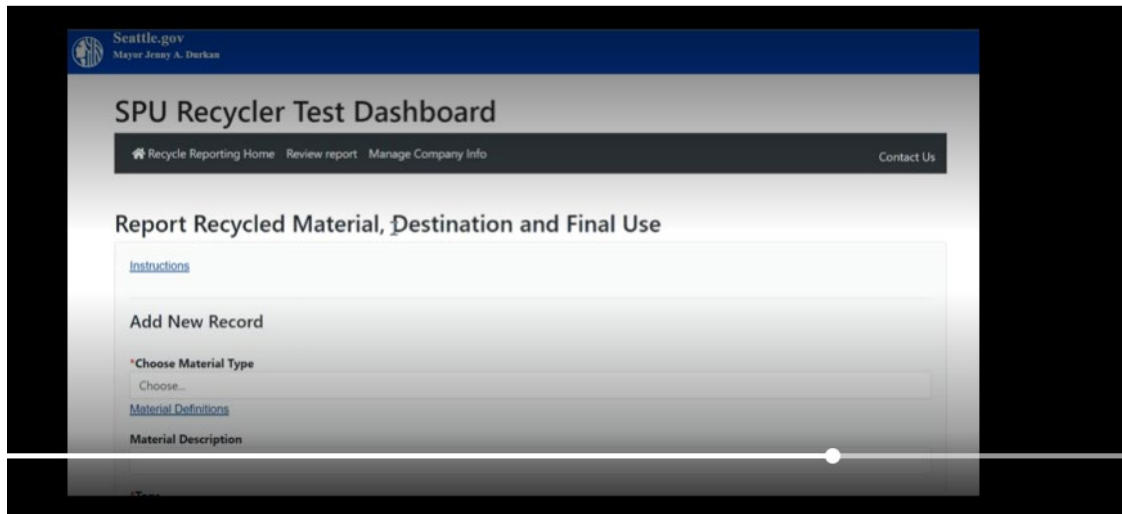 Seattle.gov
Mayor Jenny A. Durkan
SPU Recycler Test Dashboard
Recycle Reporting Home Review report Manage Company Info Contact Us
Report Recycled Material, Destination and Final Use
Instructions
Add New Record
*Choose Material Type
Choose...
Material Definitions
Material Description